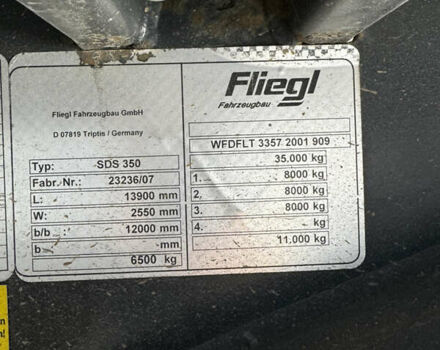 Fliegl Fahrzeugbau GmbH
D 07819 Triptis / Germany
Typ: SDS 350
Fabr. Nr.: 23236/07
L: 13900 mm
W: 2550 mm
b/b : 12000 mm
b mm
6500 kg
Fliegl
Fahrzeugbau
WFDFLT 3357 2001 909
35.000 kg
1. 8000 kg
2. 8000 kg
3. 8000 kg
4. kg
11.000 kg